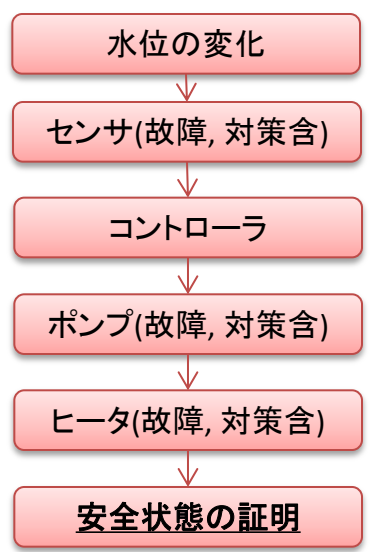 水位の変化
センサ(故障, 対策含)
コントローラ
ポンプ(故障, 対策含)
ヒータ(故障, 対策含)
安全状態の証明